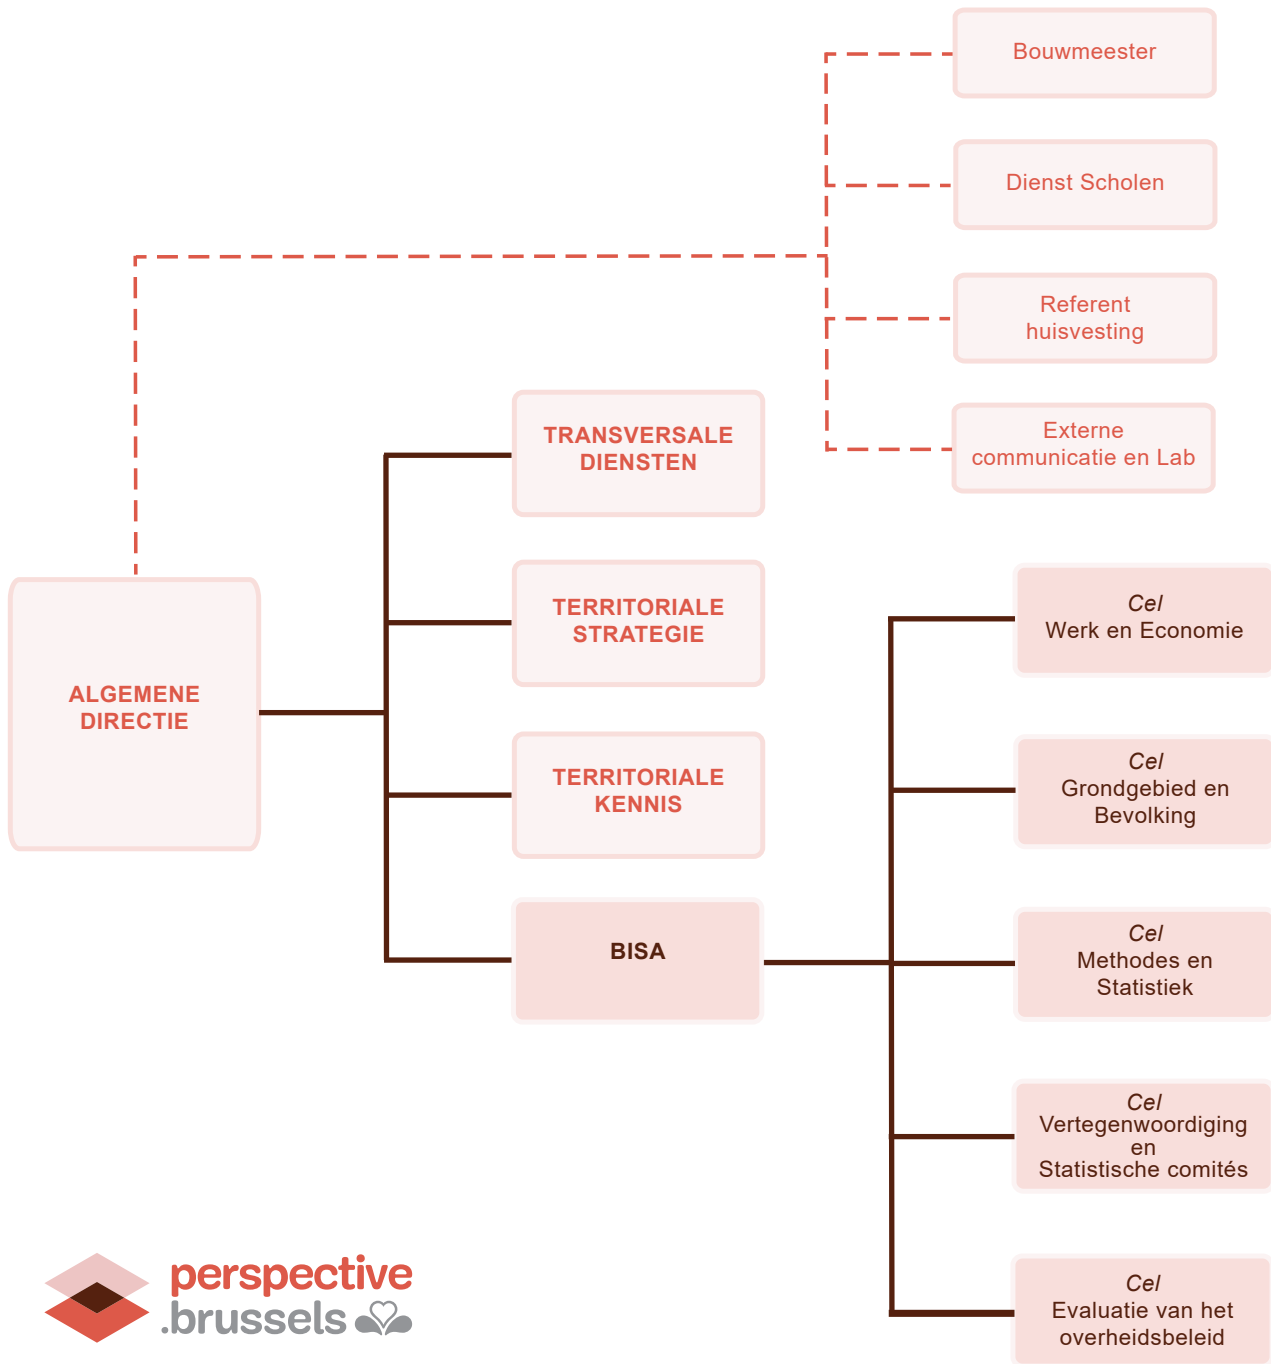 Bouwmeester
Dienst Scholen
Referent
huisvesting
Externe
communicatie en Lab
TRANSVERSALE
DIENSTEN
TERRITORIALE
STRATEGIE
ALGEMENE
DIRECTIE
TERRITORIALE
KENNIS
BISA
Cel
Werk en Economie
Cel
Grondgebied en
Bevolking
Cel
Methodes en
Statistiek
Cel
Vertegenwoordiging
en
Statistische comités
Cel
Evaluatie van het
overheidsbeleid
perspective
.brussels